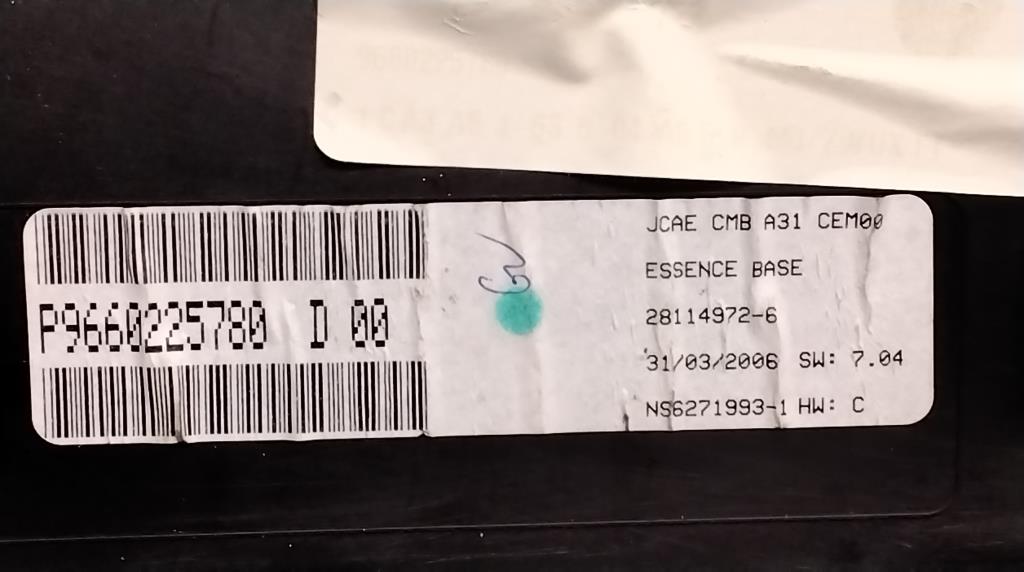 P9660225780 D 00
JCAE CMB A31 CEM00
ESSENCE BASE
28114972-6
31/03/2006 SW: 7.04
NS6271993-1 HW: C